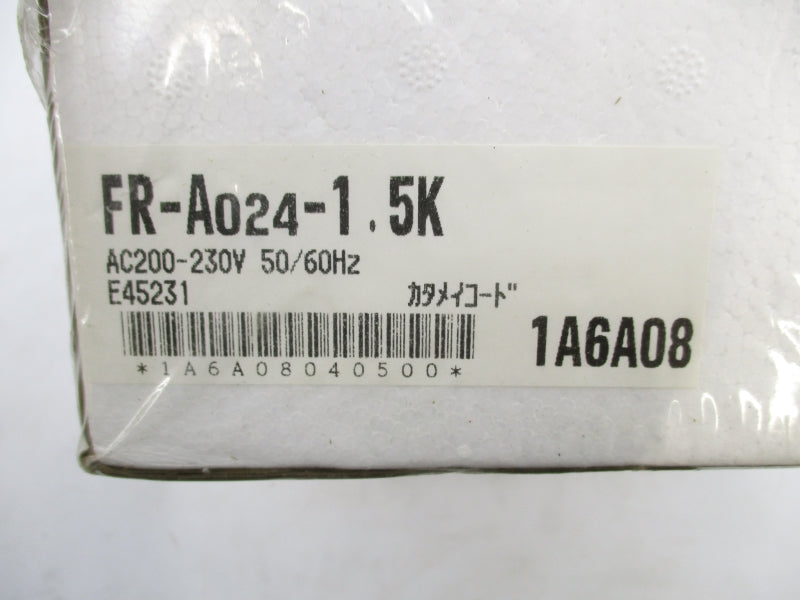 FR-A024-1.5K
AC200-230V 50/60Hz
E45231 ｶﾀﾒｲｺｰﾄﾞ
*1A6A08040500* 1A6A08